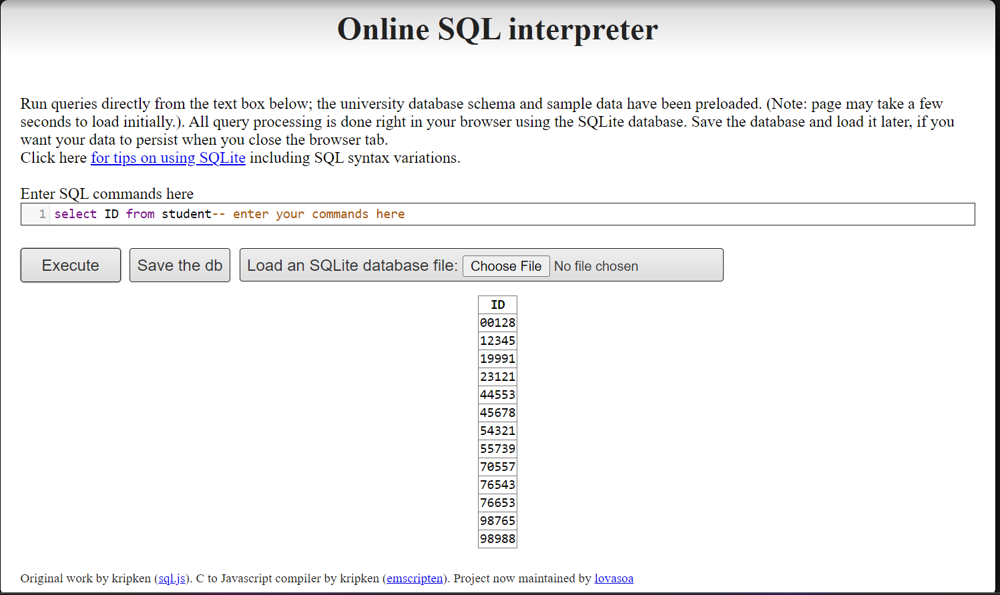 Online SQL interpreter
Run queries directly from the text box below; the university database schema and sample data have been preloaded. (Note: page may take a few
seconds to load initially.). All query processing is done right in your browser using the SQLite database. Save the database and load it later, if you
want your data to persist when you close the browser tab.
Click here for tips on using SQLite including SQL syntax variations.
Enter SQL commands here
1 select ID from student-- enter your commands here
Execute Save the db Load an SQLite database file: Choose File No file chosen
ID
00128
12345
19991
23121
44553
45678
54321
55739
70557
76543
76653
98765
98988
Original work by kripken (sql.js). C to Javascript compiler by kripken (emscripten). Project now maintained by lovasoa